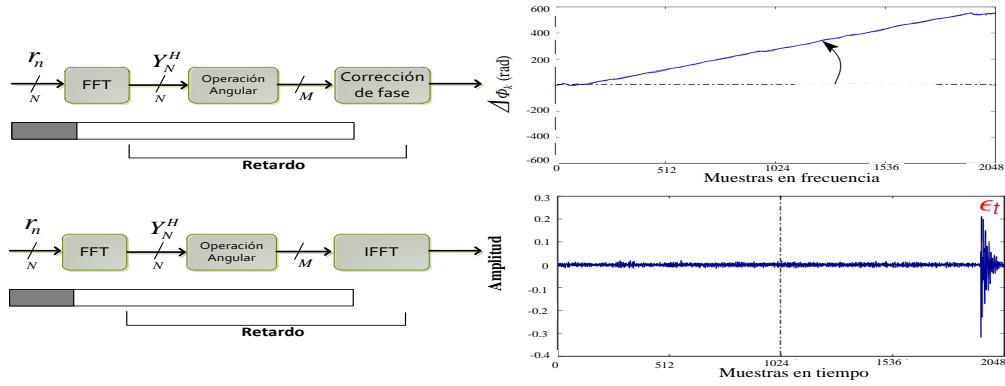 r_n
N
FFT
Y_N^H
N
Operación
Angular
M
Corrección
de fase
Retardo
ΔΦ_k (rad)
600
400
200
0
-200
-400
-600
0
512
1024
1536
2048
Muestras en frecuencia
r_n
N
FFT
Y_N^H
N
Operación
Angular
M
IFFT
Retardo
Amplitud
0.3
0.2
0.1
0
-0.1
-0.2
-0.3
-0.4
ϵ_t
0
512
1024
1536
2048
Muestras en tiempo